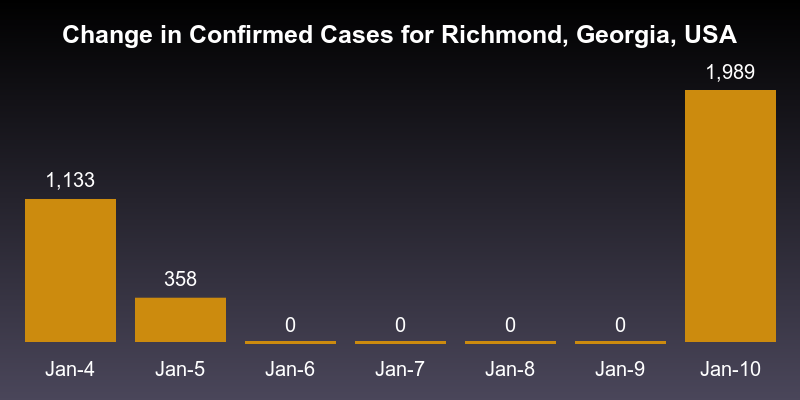 Change in Confirmed Cases for Richmond, Georgia, USA
1,989
1,133
358
0 0 0 0
Jan-4 Jan-5 Jan-6 Jan-7 Jan-8 Jan-9 Jan-10